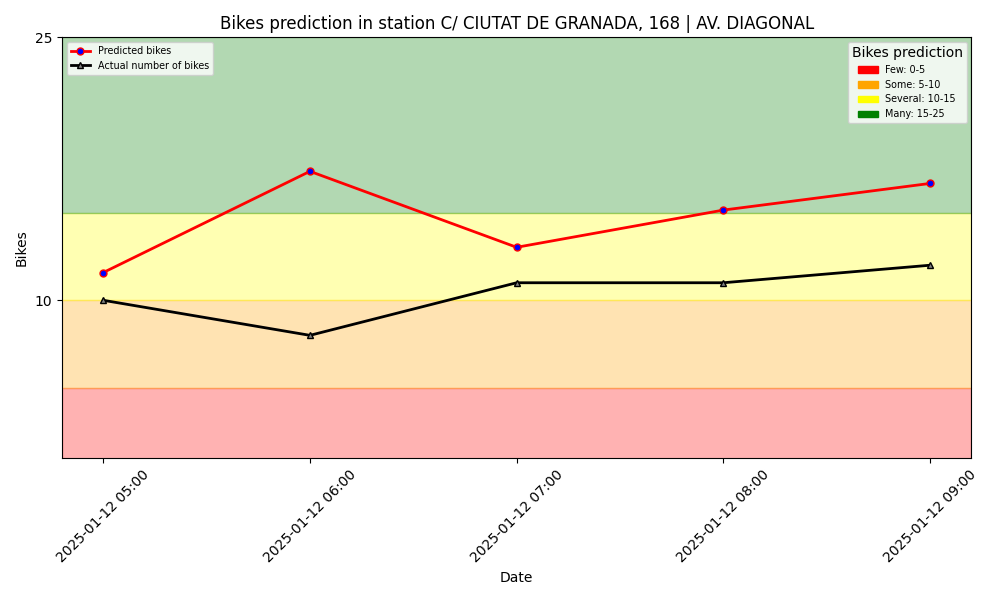 Bikes prediction in station C/ CIUTAT DE GRANADA, 168 | AV. DIAGONAL
25
10
Bikes
Predicted bikes
Actual number of bikes
Bikes prediction
Few: 0-5
Some: 5-10
Several: 10-15
Many: 15-25
2025-01-12 05:00
2025-01-12 06:00
2025-01-12 07:00
2025-01-12 08:00
2025-01-12 09:00
Date